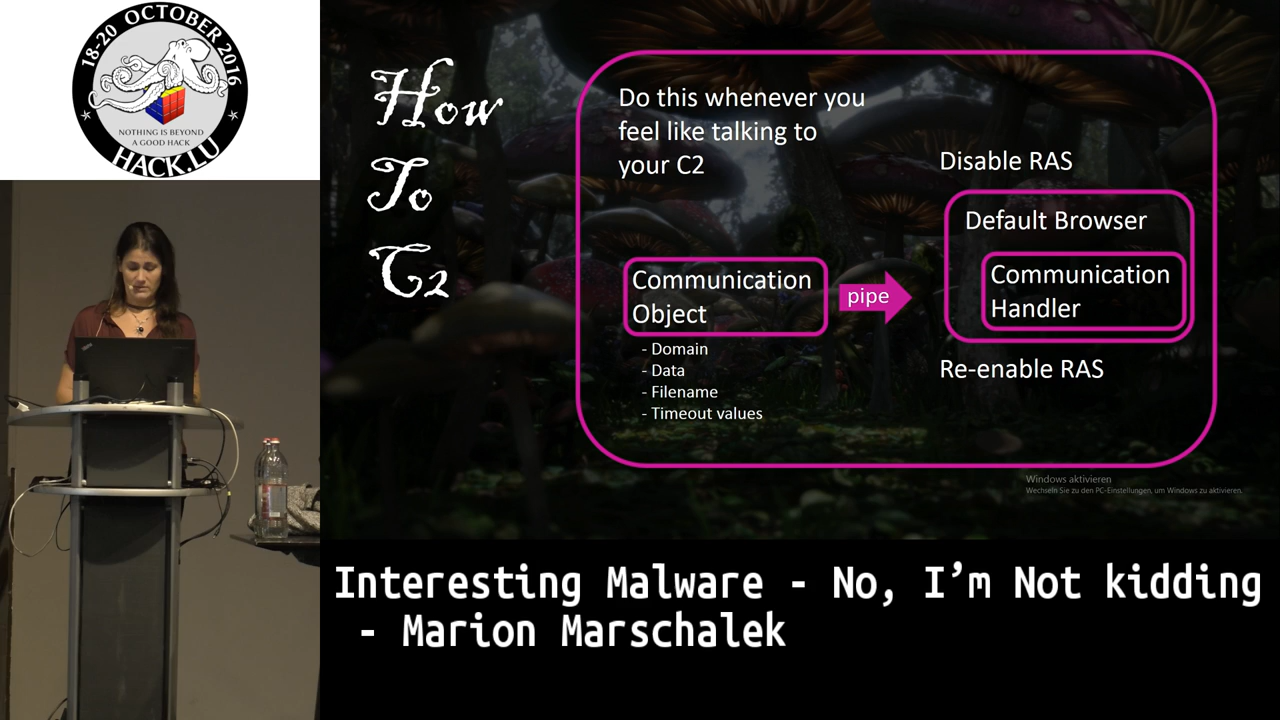 18-20 OCTOBER 2016
NOTHING IS BEYOND
A GOOD HACK
HACK.LU
How
To
C2
Do this whenever you
feel like talking to
your C2
Disable RAS
Default Browser
Communication
Object
pipe
Communication
Handler
- Domain
- Data
- Filename
- Timeout values
Re-enable RAS
Windows aktivieren
Wechseln Sie zu den PC-Einstellungen, um Windows zu aktivieren.
Interesting Malware - No, I’m Not kidding
- Marion Marschalek